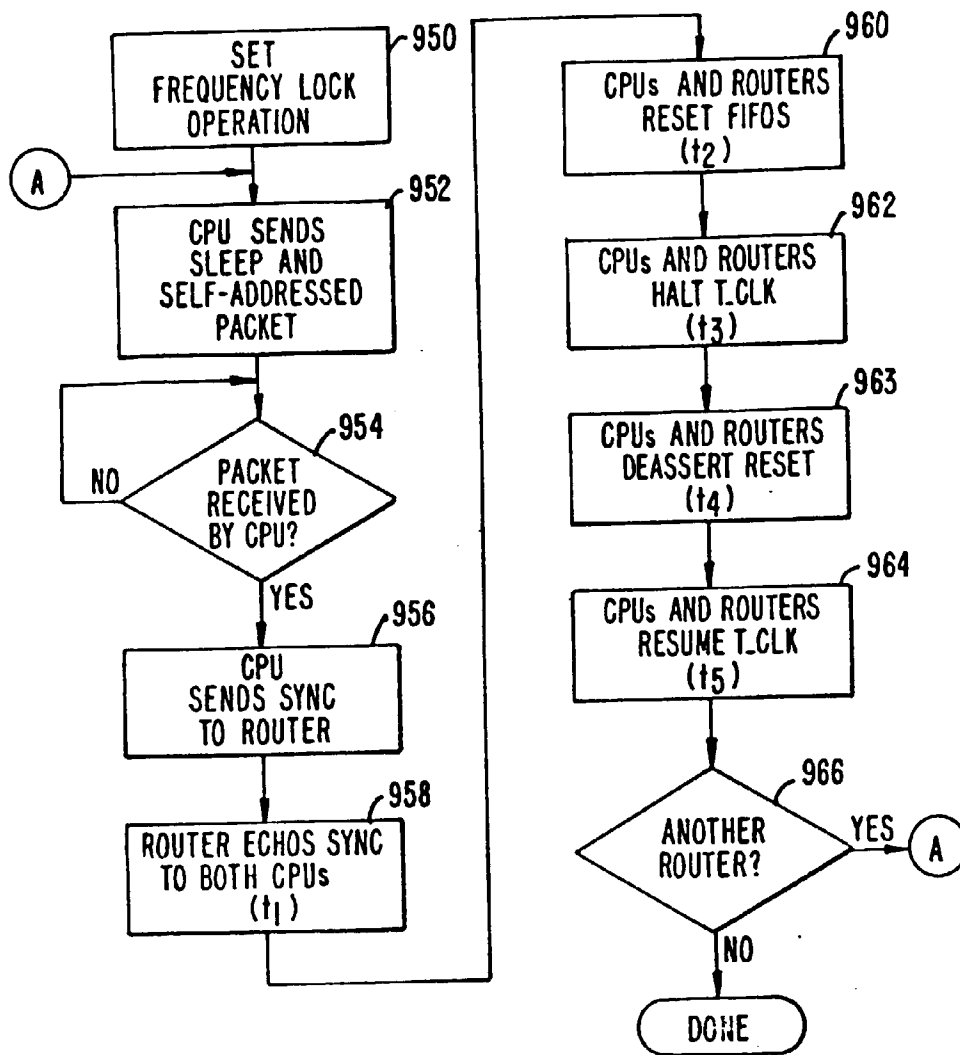 950
SET
FREQUENCY LOCK
OPERATION
A
952
CPU SENDS
SLEEP AND
SELF-ADDRESSED
PACKET
954
NO
PACKET
RECEIVED
BY CPU?
YES
956
CPU
SENDS SYNC
TO ROUTER
958
ROUTER ECHOS SYNC
TO BOTH CPUs
(t1)
960
CPUs AND ROUTERS
RESET FIFOS
(t2)
962
CPUs AND ROUTERS
HALT T_CLK
(t3)
963
CPUs AND ROUTERS
DEASSERT RESET
(t4)
964
CPUs AND ROUTERS
RESUME T_CLK
(t5)
966
ANOTHER
ROUTER?
YES
A
NO
DONE